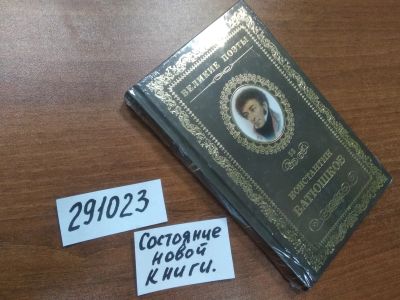 ВЕЛИКИЕ ПОЭТЫ
КОНСТАНТИН
БАТЮШКОВ
291023
Состояние
новой
книги.